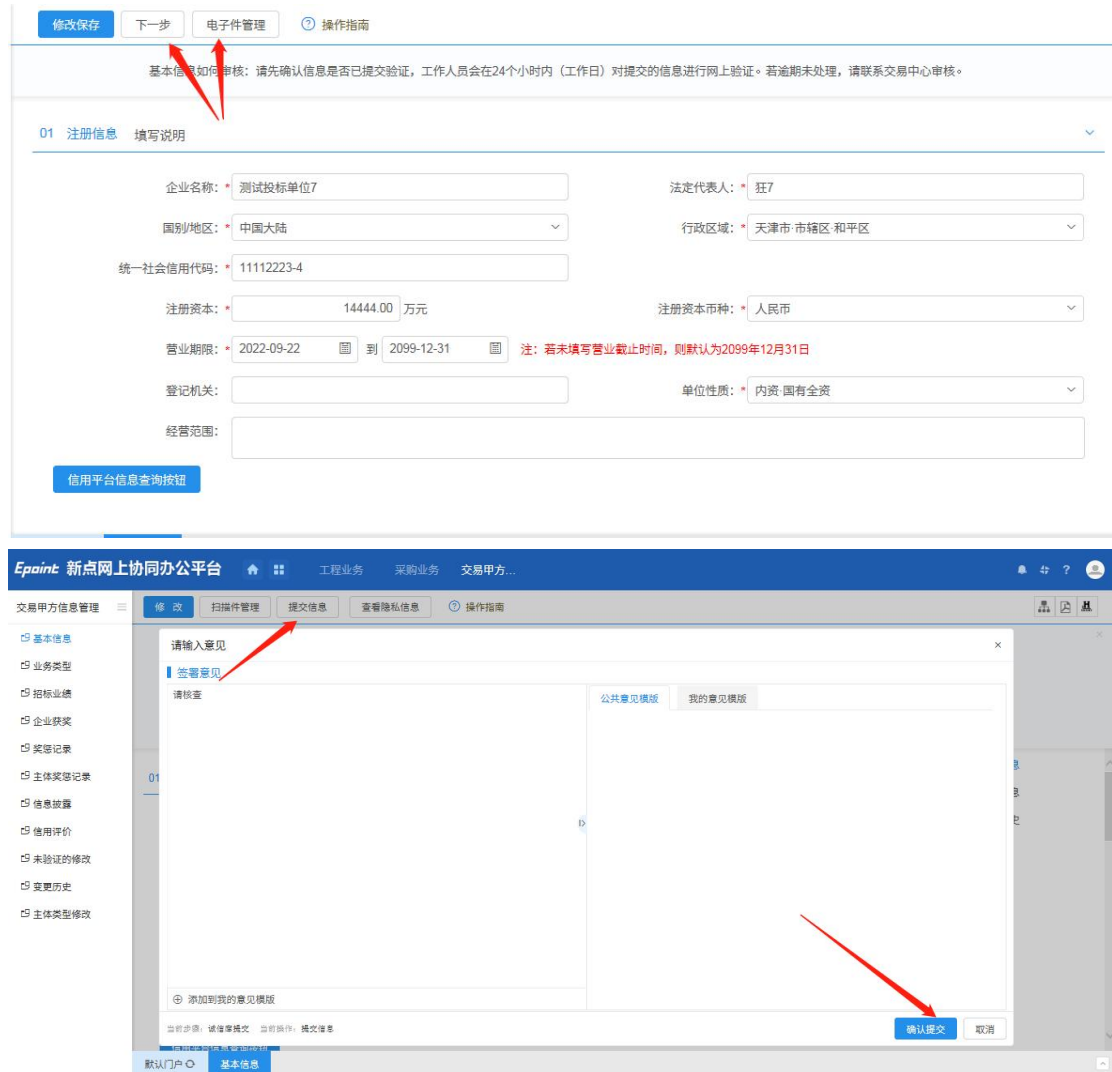 修改保存 下一步 电子件管理 ? 操作指南
基本信息如何审核：请先确认信息是否已提交验证，工作人员会在24个小时内（工作日）对提交的信息进行网上验证。若逾期未处理，请联系交易中心审核。
01 注册信息 填写说明
企业名称：* 测试投标单位7 法定代表人：* 狂7
国别/地区：* 中国大陆 行政区域：* 天津市·市辖区·和平区
统一社会信用代码：* 11112223-4
注册资本：* 14444.00 万元 注册资本币种：* 人民币
营业期限：* 2022-09-22 到 2099-12-31 注：若未填写营业截止时间，则默认为2099年12月31日
登记机关： 单位性质：* 内资·国有全资
经营范围：
信用平台信息查询按钮
Epoint 新点网上协同办公平台 工程业务 采购业务 交易甲方... ?
交易甲方信息管理 修 改 扫描件管理 提交信息 查看隐私信息 ? 操作指南
基本信息 请输入意见 ×
业务类型 签署意见
招标业绩 请核查 公共意见模版 我的意见模版
企业获奖
奖惩记录
主体奖惩记录 01 息
信息披露 息
信用评价 史
未验证的修改
变更历史
主体类型修改
添加到我的意见模版
当前步骤：诚信库提交 当前操作：提交信息 确认提交 取消
信用平台信息查询按钮
默认门户 基本信息